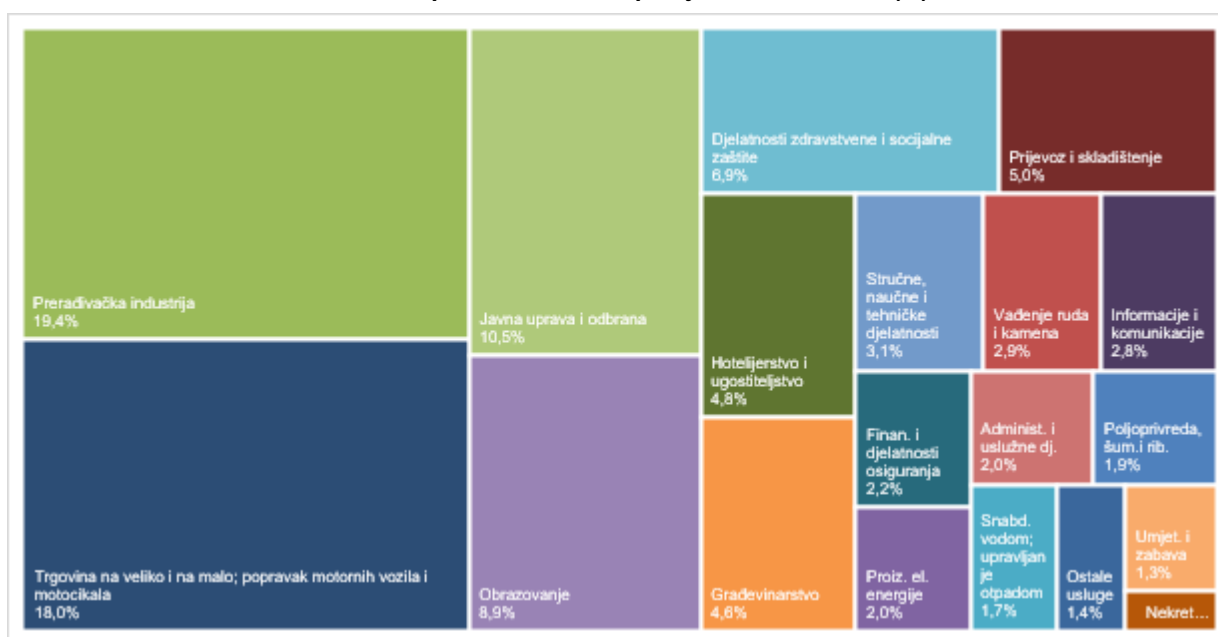 Prerađivačka industrija
19,4%
Trgovina na veliko i na malo; popravak motornih vozila i
motocikala
18,0%
Javna uprava i odbrana
10,5%
Obrazovanje
8,9%
Djelatnosti zdravstvene i socijalne
zaštite
6,9%
Prijevoz i skladištenje
5,0%
Hotelijerstvo i
ugostiteljstvo
4,8%
Građevinarstvo
4,6%
Stručne,
naučne i
tehničke
djelatnosti
3,1%
Vađenje ruda
i kamena
2,9%
Informacije i
komunikacije
2,8%
Finan. i
djelatnosti
osiguranja
2,2%
Proiz. el.
energije
2,0%
Administ. i
uslužne dj.
2,0%
Poljoprivreda,
šum.i rib.
1,9%
Snabd.
vodom;
upravljan
je
otpadom
1,7%
Ostale
usluge
1,4%
Umjet. i
zabava
1,3%
Nekret...